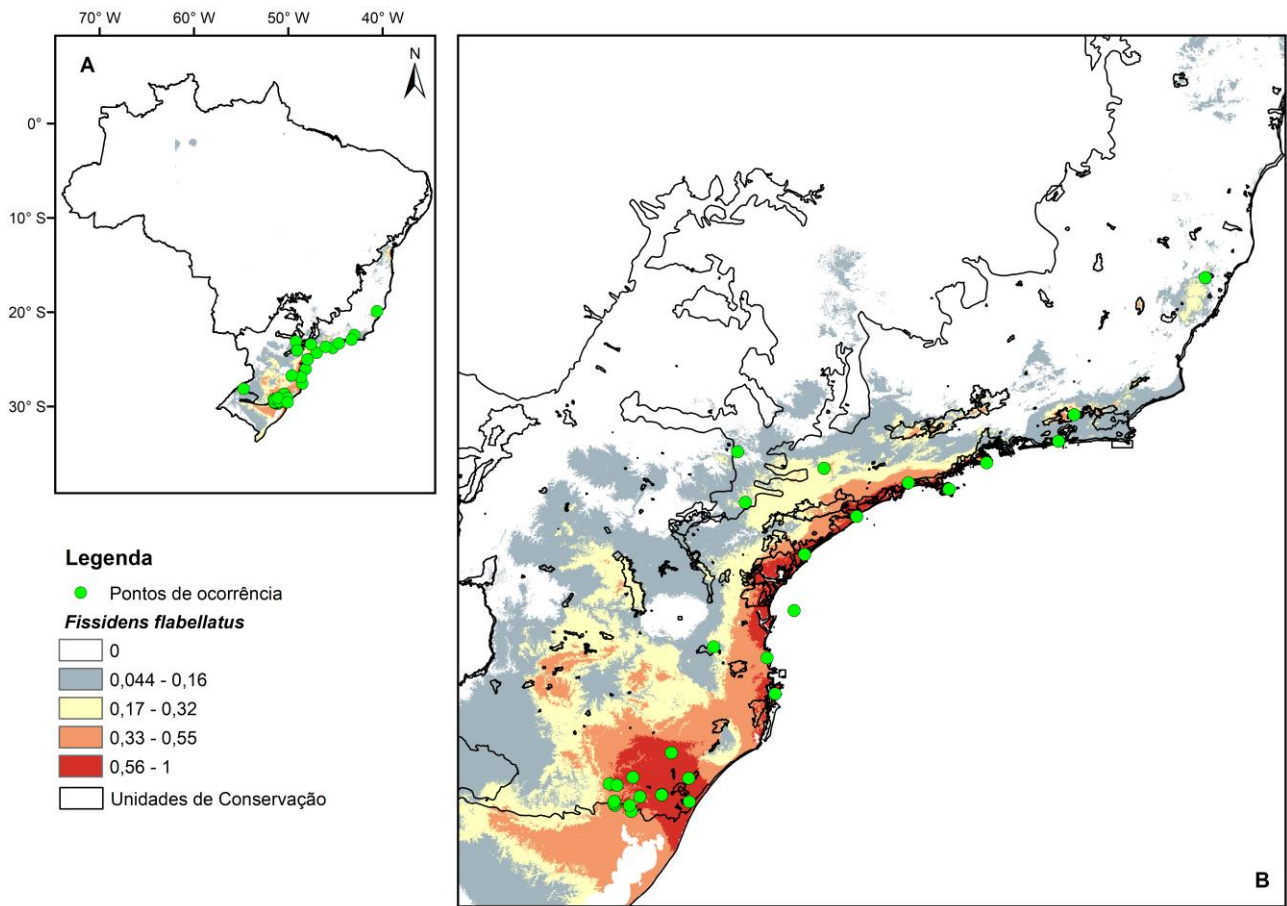 70° W 60° W 50° W 40° W
A
N
0°
10° S
20° S
30° S
Legenda
Pontos de ocorrência
Fissidens flabellatus
0
0,044 - 0,16
0,17 - 0,32
0,33 - 0,55
0,56 - 1
Unidades de Conservação
B